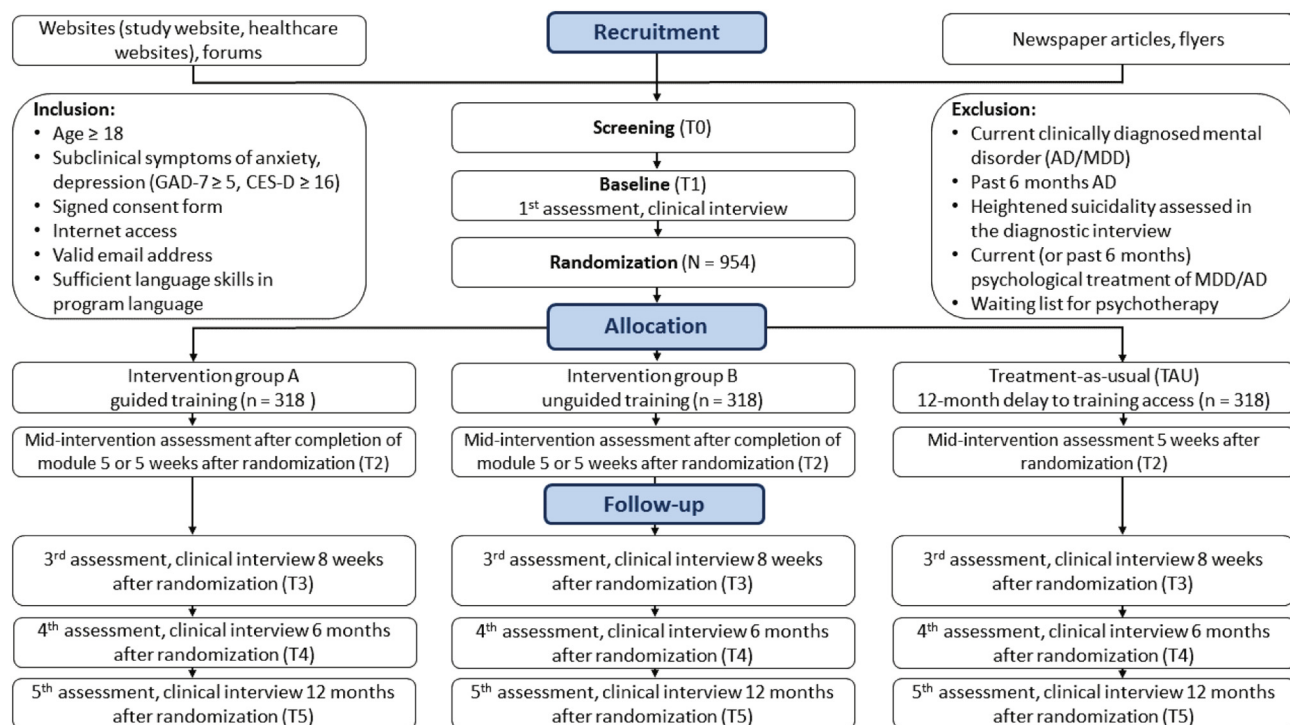 Websites (study website, healthcare
websites), forums
Recruitment
Newspaper articles, flyers
Inclusion:
• Age ≥ 18
• Subclinical symptoms of anxiety,
depression (GAD-7 ≥ 5, CES-D ≥ 16)
• Signed consent form
• Internet access
• Valid email address
• Sufficient language skills in
program language
Screening (T0)
Baseline (T1)
1st assessment, clinical interview
Randomization (N = 954)
Exclusion:
• Current clinically diagnosed mental
disorder (AD/MDD)
• Past 6 months AD
• Heightened suicidality assessed in
the diagnostic interview
• Current (or past 6 months)
psychological treatment of MDD/AD
• Waiting list for psychotherapy
Allocation
Intervention group A
guided training (n = 318 )
Intervention group B
unguided training (n = 318)
Treatment-as-usual (TAU)
12-month delay to training access (n = 318)
Mid-intervention assessment after completion of
module 5 or 5 weeks after randomization (T2)
Mid-intervention assessment after completion of
module 5 or 5 weeks after randomization (T2)
Mid-intervention assessment 5 weeks after
randomization (T2)
Follow-up
3rd assessment, clinical interview 8 weeks
after randomization (T3)
3rd assessment, clinical interview 8 weeks
after randomization (T3)
3rd assessment, clinical interview 8 weeks
after randomization (T3)
4th assessment, clinical interview 6 months
after randomization (T4)
4th assessment, clinical interview 6 months
after randomization (T4)
4th assessment, clinical interview 6 months
after randomization (T4)
5th assessment, clinical interview 12 months
after randomization (T5)
5th assessment, clinical interview 12 months
after randomization (T5)
5th assessment, clinical interview 12 months
after randomization (T5)